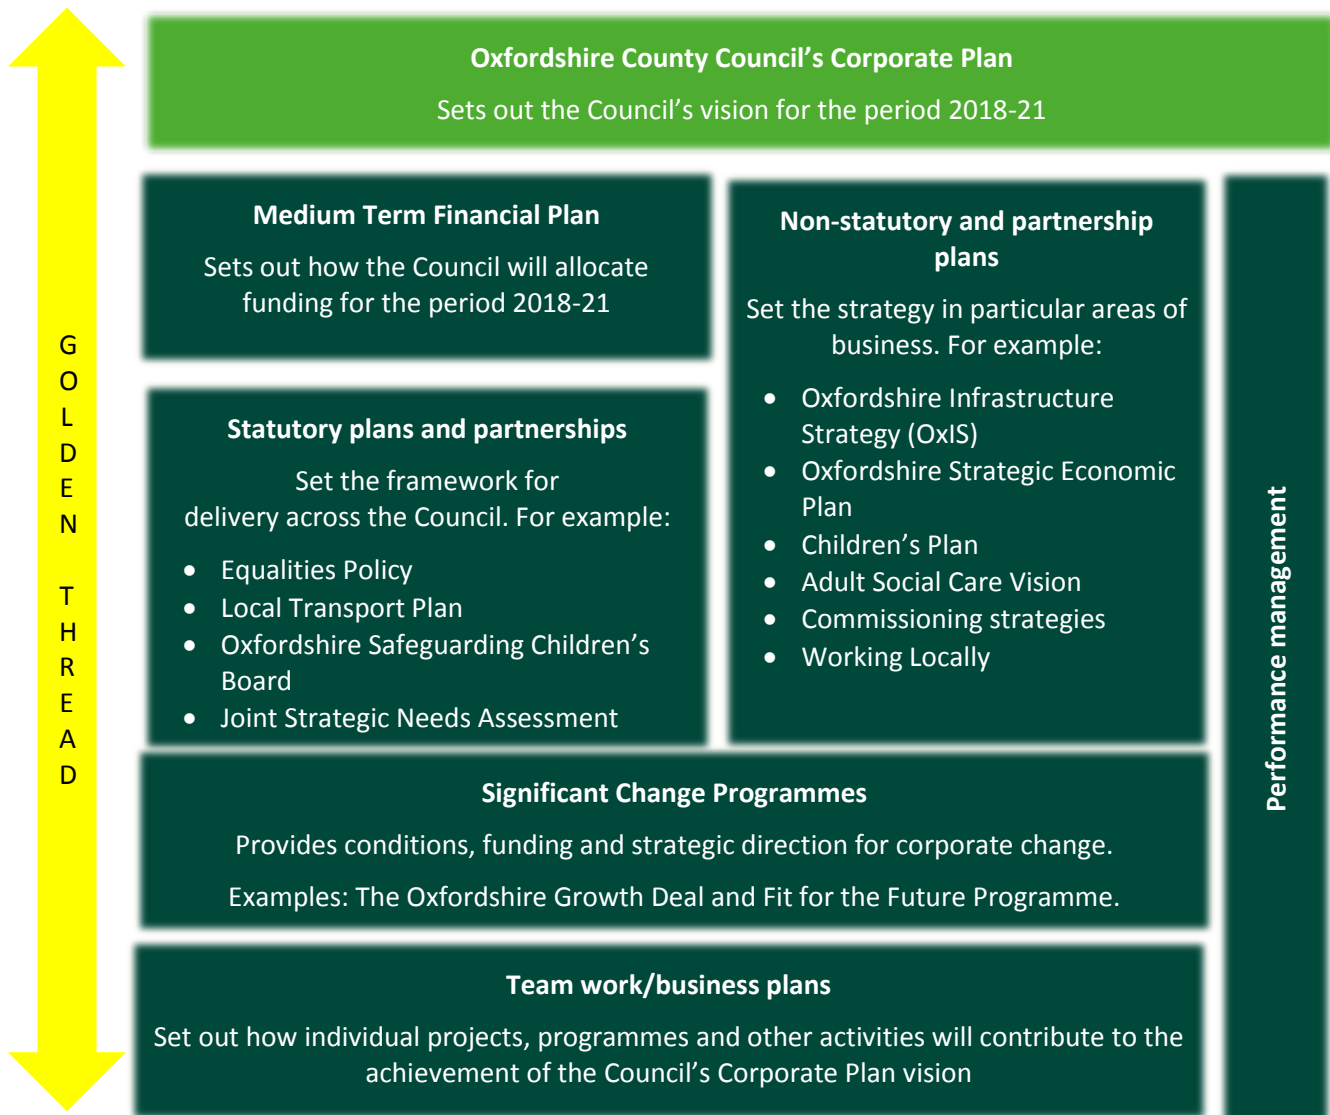 Oxfordshire County Council’s Corporate Plan
Sets out the Council’s vision for the period 2018-21
GOLDEN THREAD
Medium Term Financial Plan
Sets out how the Council will allocate
funding for the period 2018-21
Statutory plans and partnerships
Set the framework for
delivery across the Council. For example:
• Equalities Policy
• Local Transport Plan
• Oxfordshire Safeguarding Children’s
Board
• Joint Strategic Needs Assessment
Non-statutory and partnership
plans
Set the strategy in particular areas of
business. For example:
• Oxfordshire Infrastructure
Strategy (OxIS)
• Oxfordshire Strategic Economic
Plan
• Children’s Plan
• Adult Social Care Vision
• Commissioning strategies
• Working Locally
Performance management
Significant Change Programmes
Provides conditions, funding and strategic direction for corporate change.
Examples: The Oxfordshire Growth Deal and Fit for the Future Programme.
Team work/business plans
Set out how individual projects, programmes and other activities will contribute to the
achievement of the Council’s Corporate Plan vision